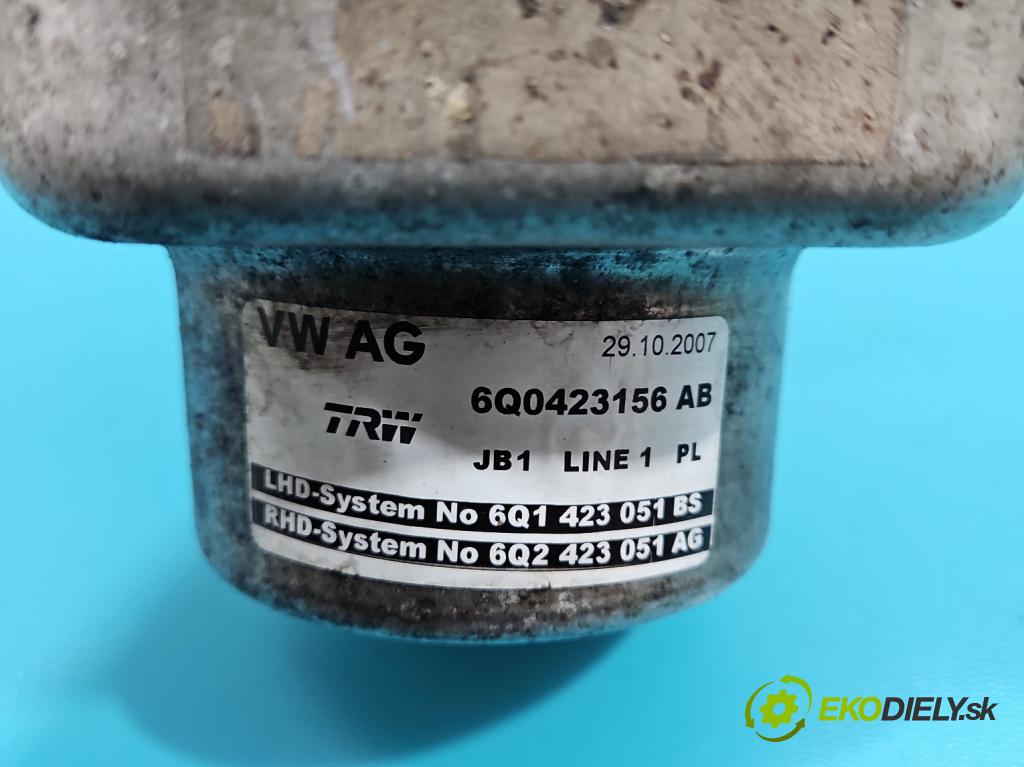 VW AG
29.10.2007
6Q0423156 AB
TRW
JB1 LINE 1 PL
LHD-System No 6Q1 423 051 BS
RHD-System No 6Q2 423 051 AG
EKODIELY.sk